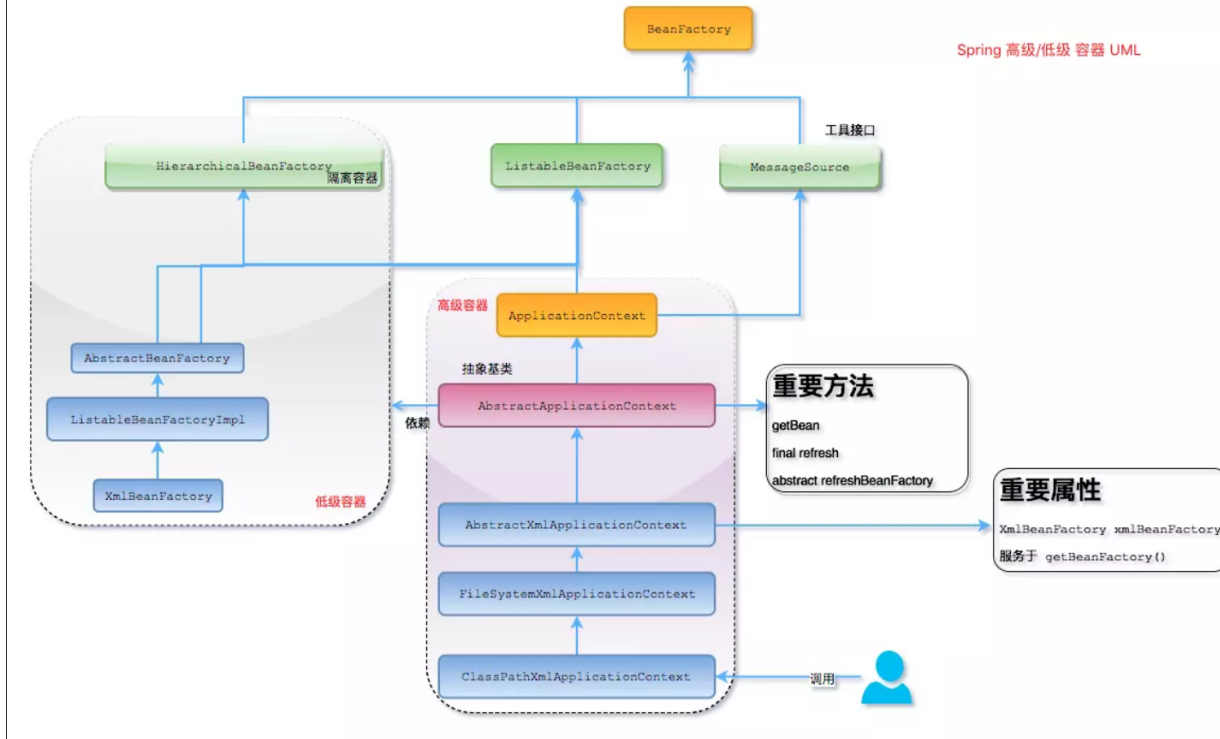 BeanFactory
Spring 高级/低级 容器 UML
工具接口
HierarchicalBeanFactory
隔离容器
ListableBeanFactory
MessageSource
高级容器
ApplicationContext
AbstractBeanFactory
抽象基类
AbstractApplicationContext
依赖
重要方法
getBean
final refresh
abstract refreshBeanFactory
ListableBeanFactoryImpl
XmlBeanFactory
低级容器
AbstractXmlApplicationContext
重要属性
XmlBeanFactory xmlBeanFactory
服务于 getBeanFactory()
FileSystemXmlApplicationContext
ClassPathXmlApplicationContext
调用